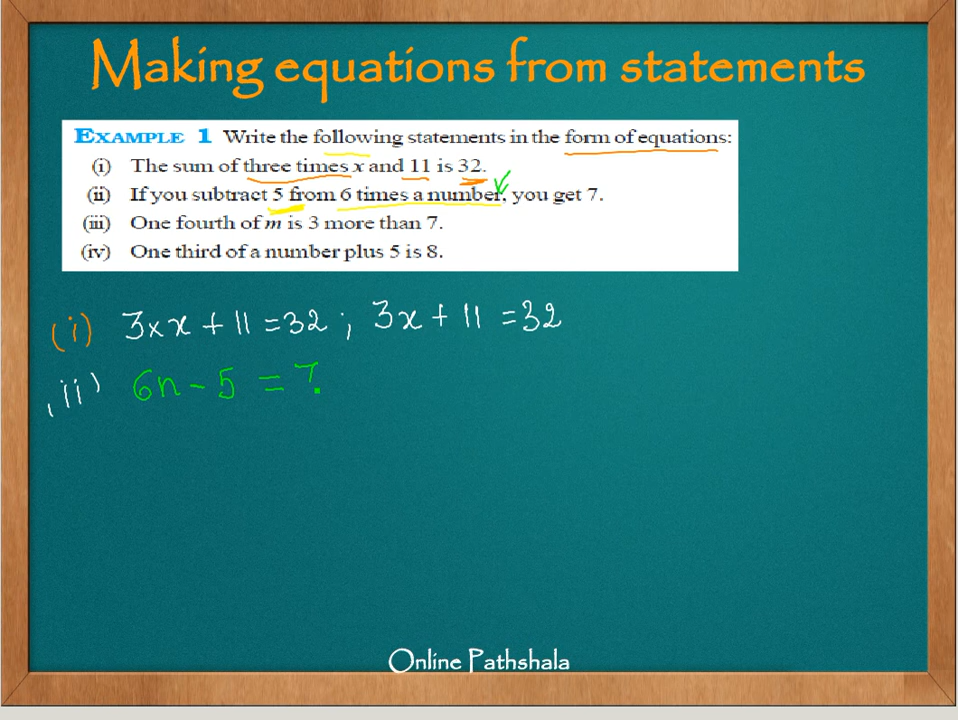 Making equations from statements
EXAMPLE 1 Write the following statements in the form of equations:
(i) The sum of three times x and 11 is 32.
(ii) If you subtract 5 from 6 times a number, you get 7.
(iii) One fourth of m is 3 more than 7.
(iv) One third of a number plus 5 is 8.
(i) 3×x + 11 = 32 ; 3x + 11 = 32
(ii) 6n - 5 = 7.
Online Pathshala